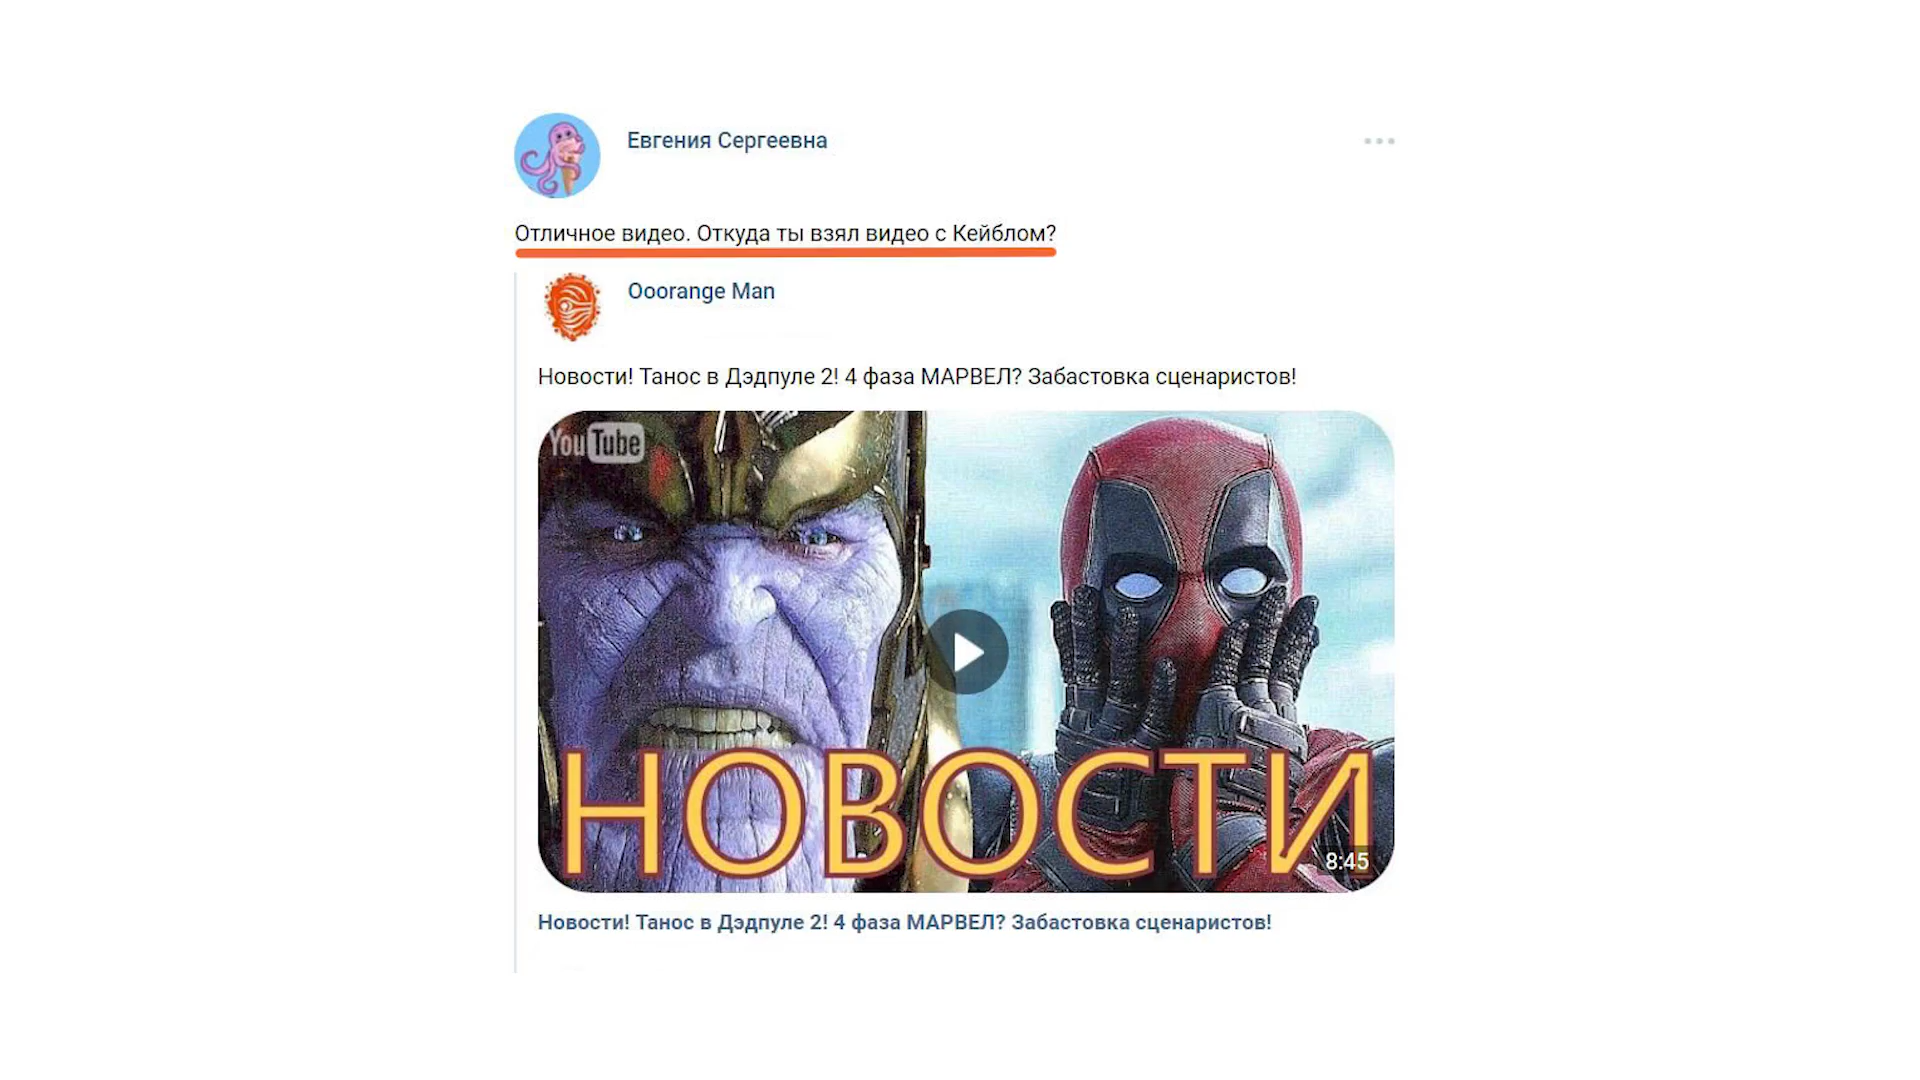 Евгения Сергеевна
Отличное видео. Откуда ты взял видео с Кейблом?
Ooorange Man
Новости! Танос в Дэдпуле 2! 4 фаза МАРВЕЛ? Забастовка сценаристов!
YouTube
НОВОСТИ
8:45
Новости! Танос в Дэдпуле 2! 4 фаза МАРВЕЛ? Забастовка сценаристов!